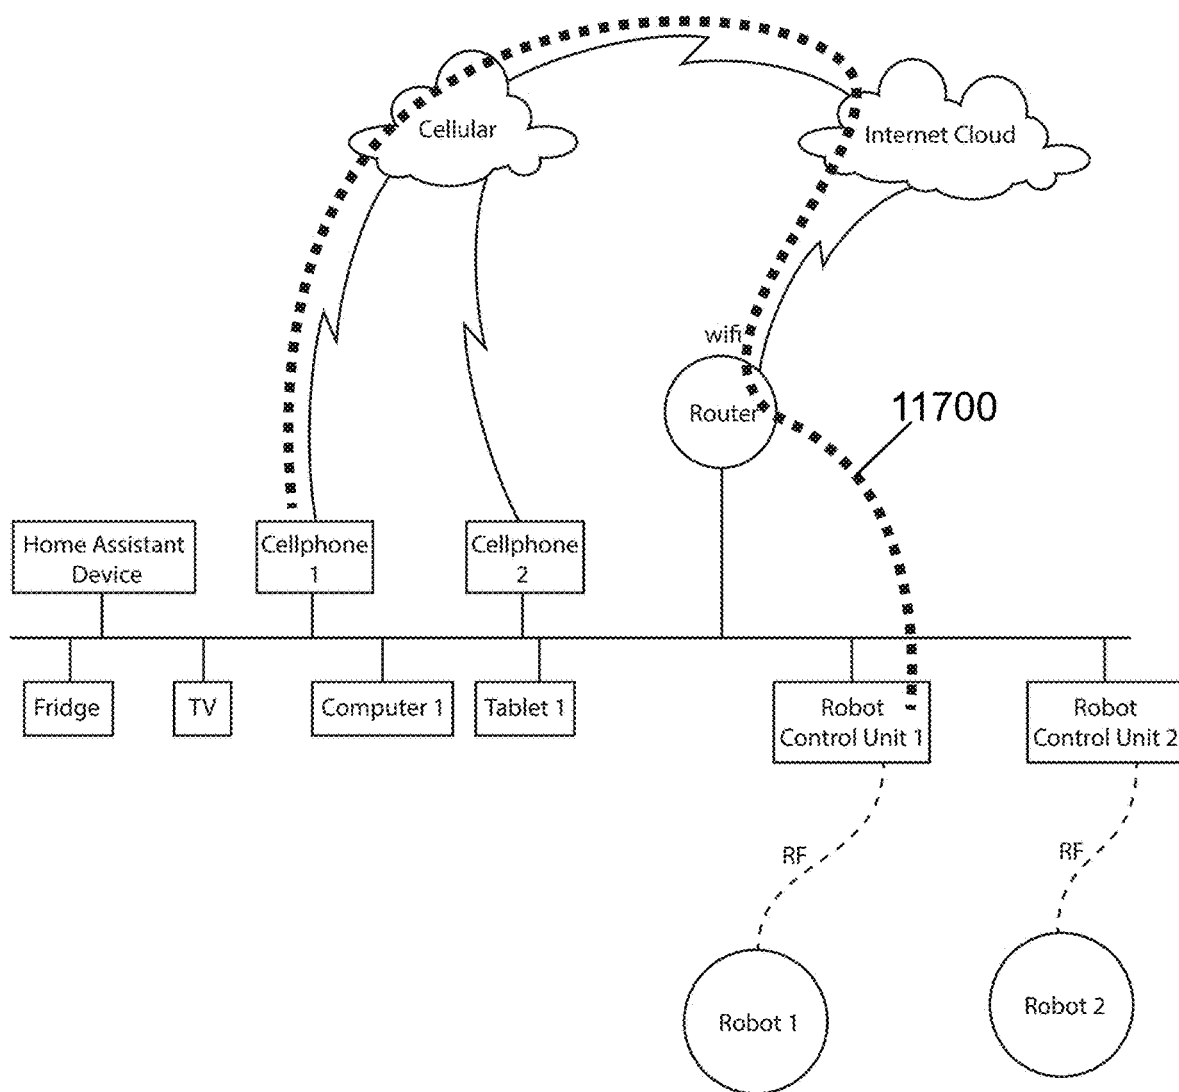 Cellular
Internet Cloud
wifi
Router
11700
Home Assistant
Device
Cellphone
1
Cellphone
2
Fridge
TV
Computer 1
Tablet 1
Robot
Control Unit 1
Robot
Control Unit 2
RF
RF
Robot 1
Robot 2